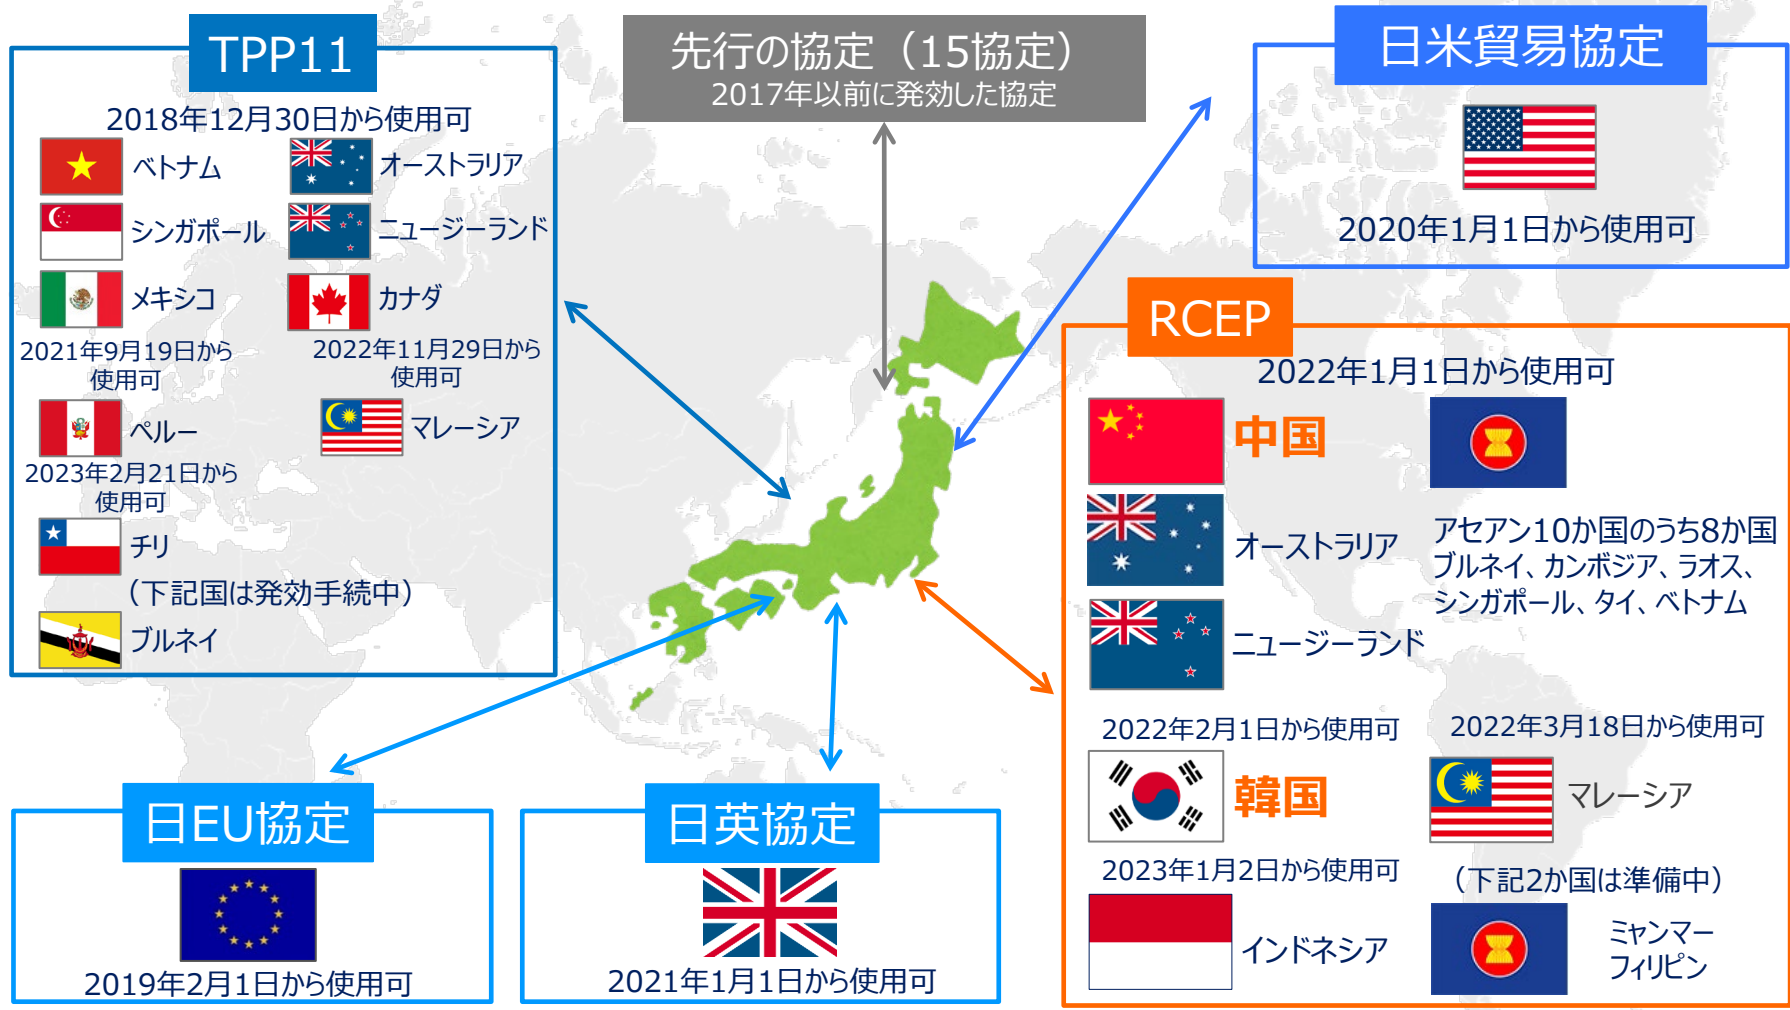 TPP11
2018年12月30日から使用可
ベトナム
オーストラリア
シンガポール
ニュージーランド
メキシコ
カナダ
2021年9月19日から
使用可
2022年11月29日から
使用可
ペルー
マレーシア
2023年2月21日から
使用可
チリ
（下記国は発効手続中）
ブルネイ
先行の協定（15協定）
2017年以前に発効した協定
日米貿易協定
2020年1月1日から使用可
RCEP
2022年1月1日から使用可
中国
オーストラリア
アセアン10か国のうち8か国
ブルネイ、カンボジア、ラオス、
シンガポール、タイ、ベトナム
ニュージーランド
2022年2月1日から使用可
2022年3月18日から使用可
韓国
マレーシア
2023年1月2日から使用可
（下記2か国は準備中）
インドネシア
ミャンマー
フィリピン
日EU協定
2019年2月1日から使用可
日英協定
2021年1月1日から使用可